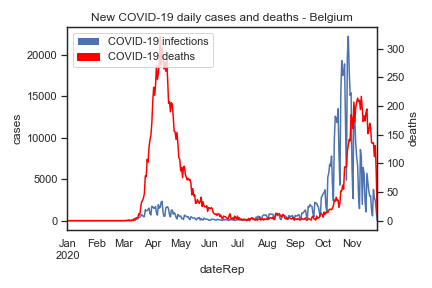 New COVID-19 daily cases and deaths - Belgium
COVID-19 infections
COVID-19 deaths
20000
15000
10000
5000
0
cases
300
250
200
150
100
50
0
deaths
Jan Feb Mar Apr May Jun Jul Aug Sep Oct Nov
2020
dateRep